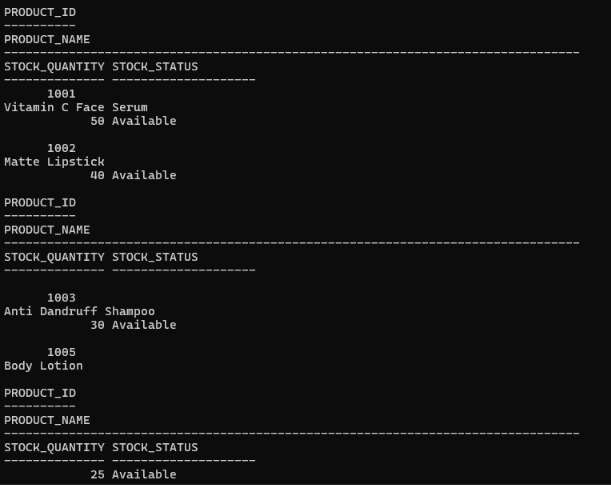 PRODUCT_ID
----------
PRODUCT_NAME
--------------------------------------------------------------------------------
STOCK_QUANTITY STOCK_STATUS
-------------- --------------------
      1001
Vitamin C Face Serum
            50 Available

      1002
Matte Lipstick
            40 Available

PRODUCT_ID
----------
PRODUCT_NAME
--------------------------------------------------------------------------------
STOCK_QUANTITY STOCK_STATUS
-------------- --------------------

      1003
Anti Dandruff Shampoo
            30 Available

      1005
Body Lotion

PRODUCT_ID
----------
PRODUCT_NAME
--------------------------------------------------------------------------------
STOCK_QUANTITY STOCK_STATUS
-------------- --------------------
            25 Available